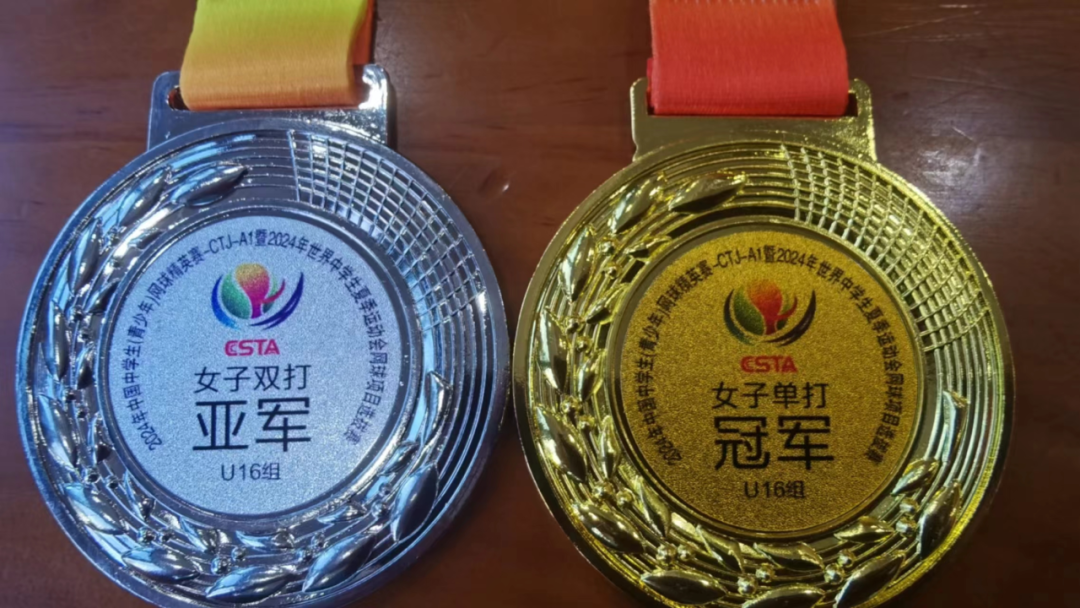 2024年中国中学生(青少年)网球精英赛-CTJ-A1暨2024年世界中学生夏季运动会网球项目选拔赛
CSTA
女子双打
亚军
U16组
2024年中国中学生(青少年)网球精英赛-CTJ-A1暨2024年世界中学生夏季运动会网球项目选拔赛
CSTA
女子单打
冠军
U16组